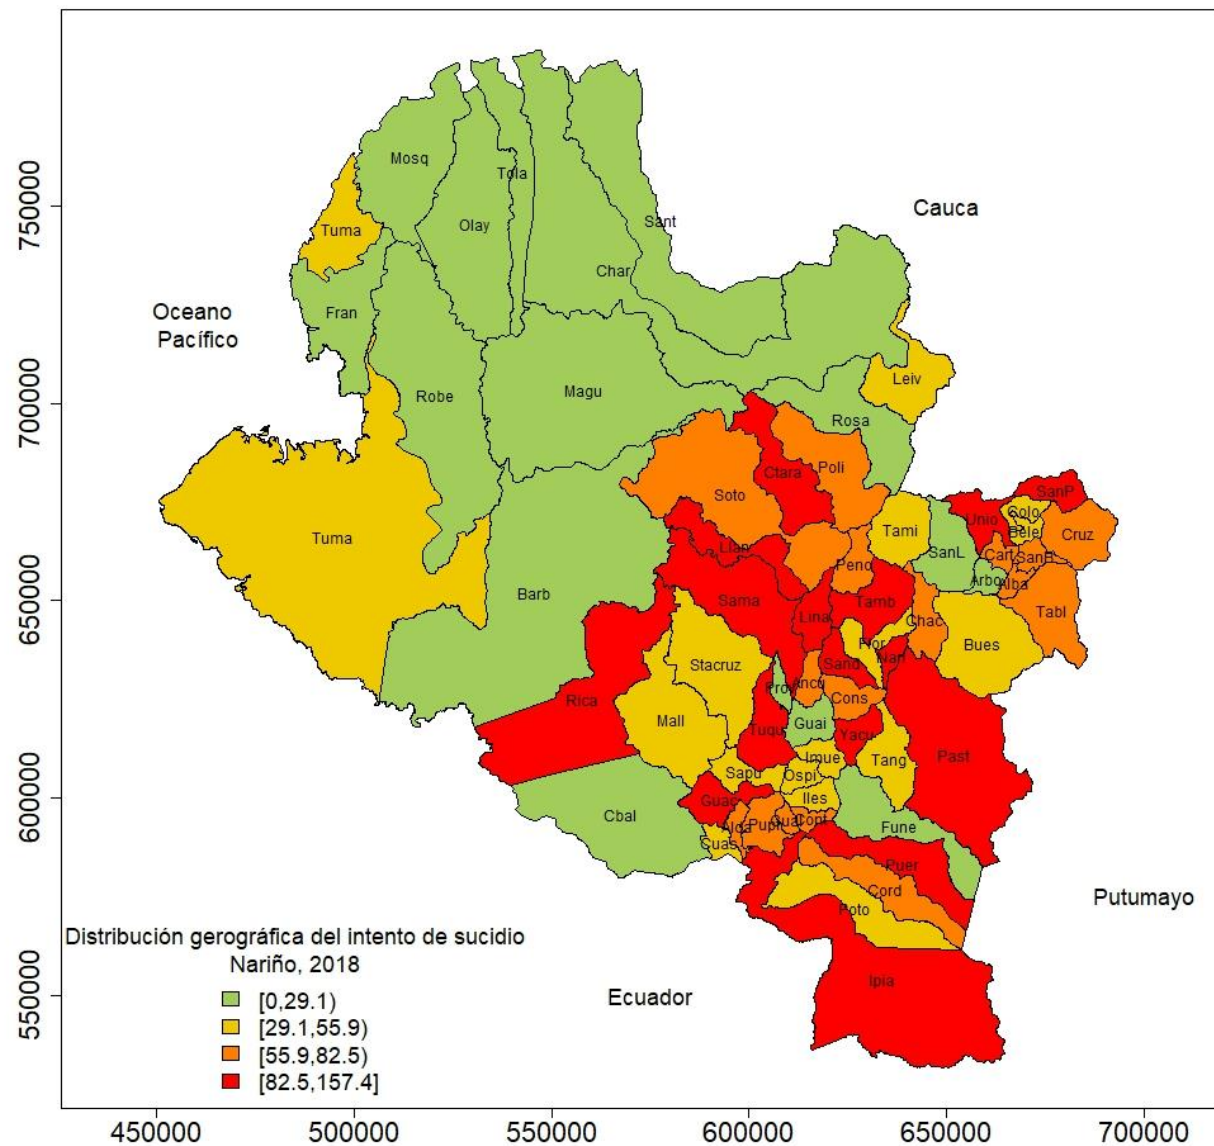 Mosq
Tola
Olay
Sant
Cauca
Tuma
Char
Oceano
Pacífico
Fran
Leiv
Robe
Magu
Rosa
Ctara
Poli
Soto
SanP
Unio
Colo
Tuma
Tami
Bele
Cruz
Llan
SanL
Cart
SanB
Peno
Arbo
Alba
Barb
Sama
Lina
Tamb
Tabl
Chac
Flor
Bues
Stacruz
Sand
Nari
Rica
Pro
Ancu
Cons
Mall
Guai
Tuqu
Yacu
Past
Imue
Tang
Sapu
Ospi
Guac
Iles
Cbal
Alda
Pupi
Gual
Cont
Fune
Cuas
Puer
Cord
Putumayo
Poto
Ipia
Ecuador
Distribución gerográfica del intento de sucidio
Nariño, 2018
[0,29.1)
[29.1,55.9)
[55.9,82.5)
[82.5,157.4]
750000
700000
650000
600000
550000
450000 500000 550000 600000 650000 700000